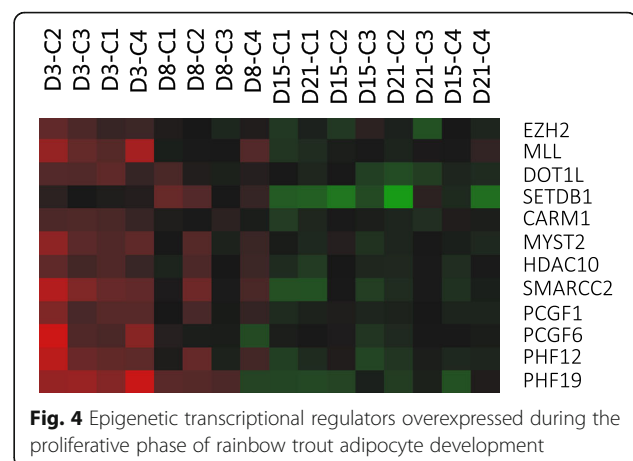 D3-C2
D3-C3
D3-C1
D3-C4
D8-C1
D8-C2
D8-C3
D8-C4
D15-C1
D21-C1
D15-C2
D15-C3
D21-C2
D21-C3
D15-C4
D21-C4
EZH2
MLL
DOT1L
SETDB1
CARM1
MYST2
HDAC10
SMARCC2
PCGF1
PCGF6
PHF12
PHF19
Fig. 4 Epigenetic transcriptional regulators overexpressed during the
proliferative phase of rainbow trout adipocyte development